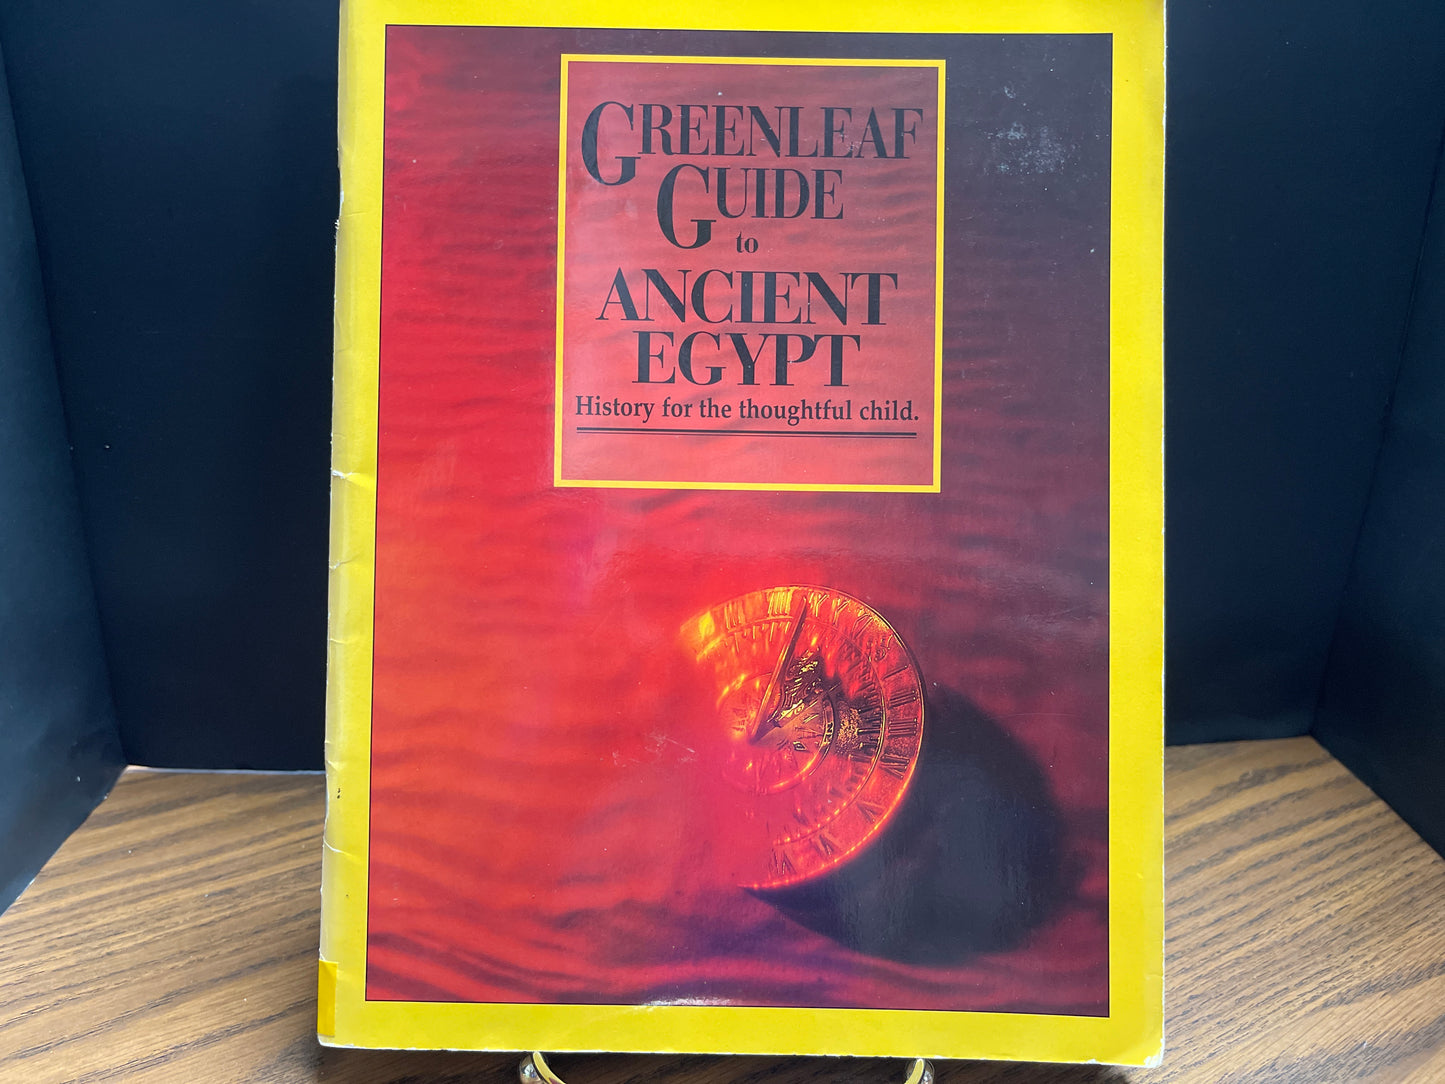 GREENLEAF
GUIDE
to
ANCIENT
EGYPT
History for the thoughtful child.